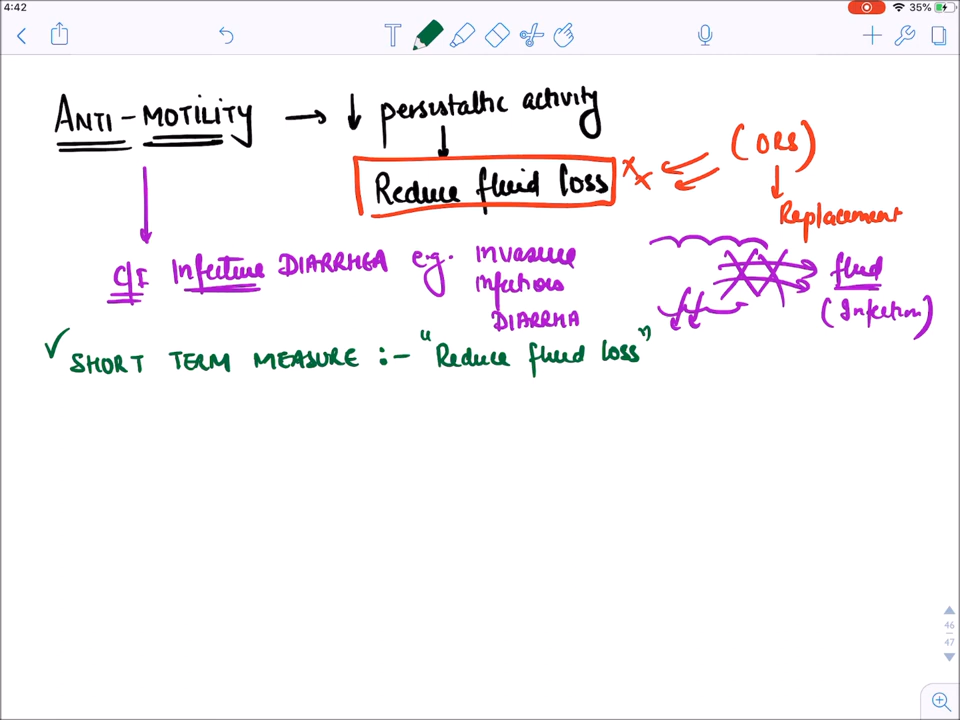 4:42
35%
T
ANTI-MOTILITY → ↓ peristaltic activity
↓
Reduce fluid loss xx
(ORS)
↓
Replacement
C/I Infective DIARRHEA e.g. invasive
infectious
DIARRHA
fluid
(Infection)
✓ SHORT TERM MEASURE :- "Reduce fluid loss"
46
47